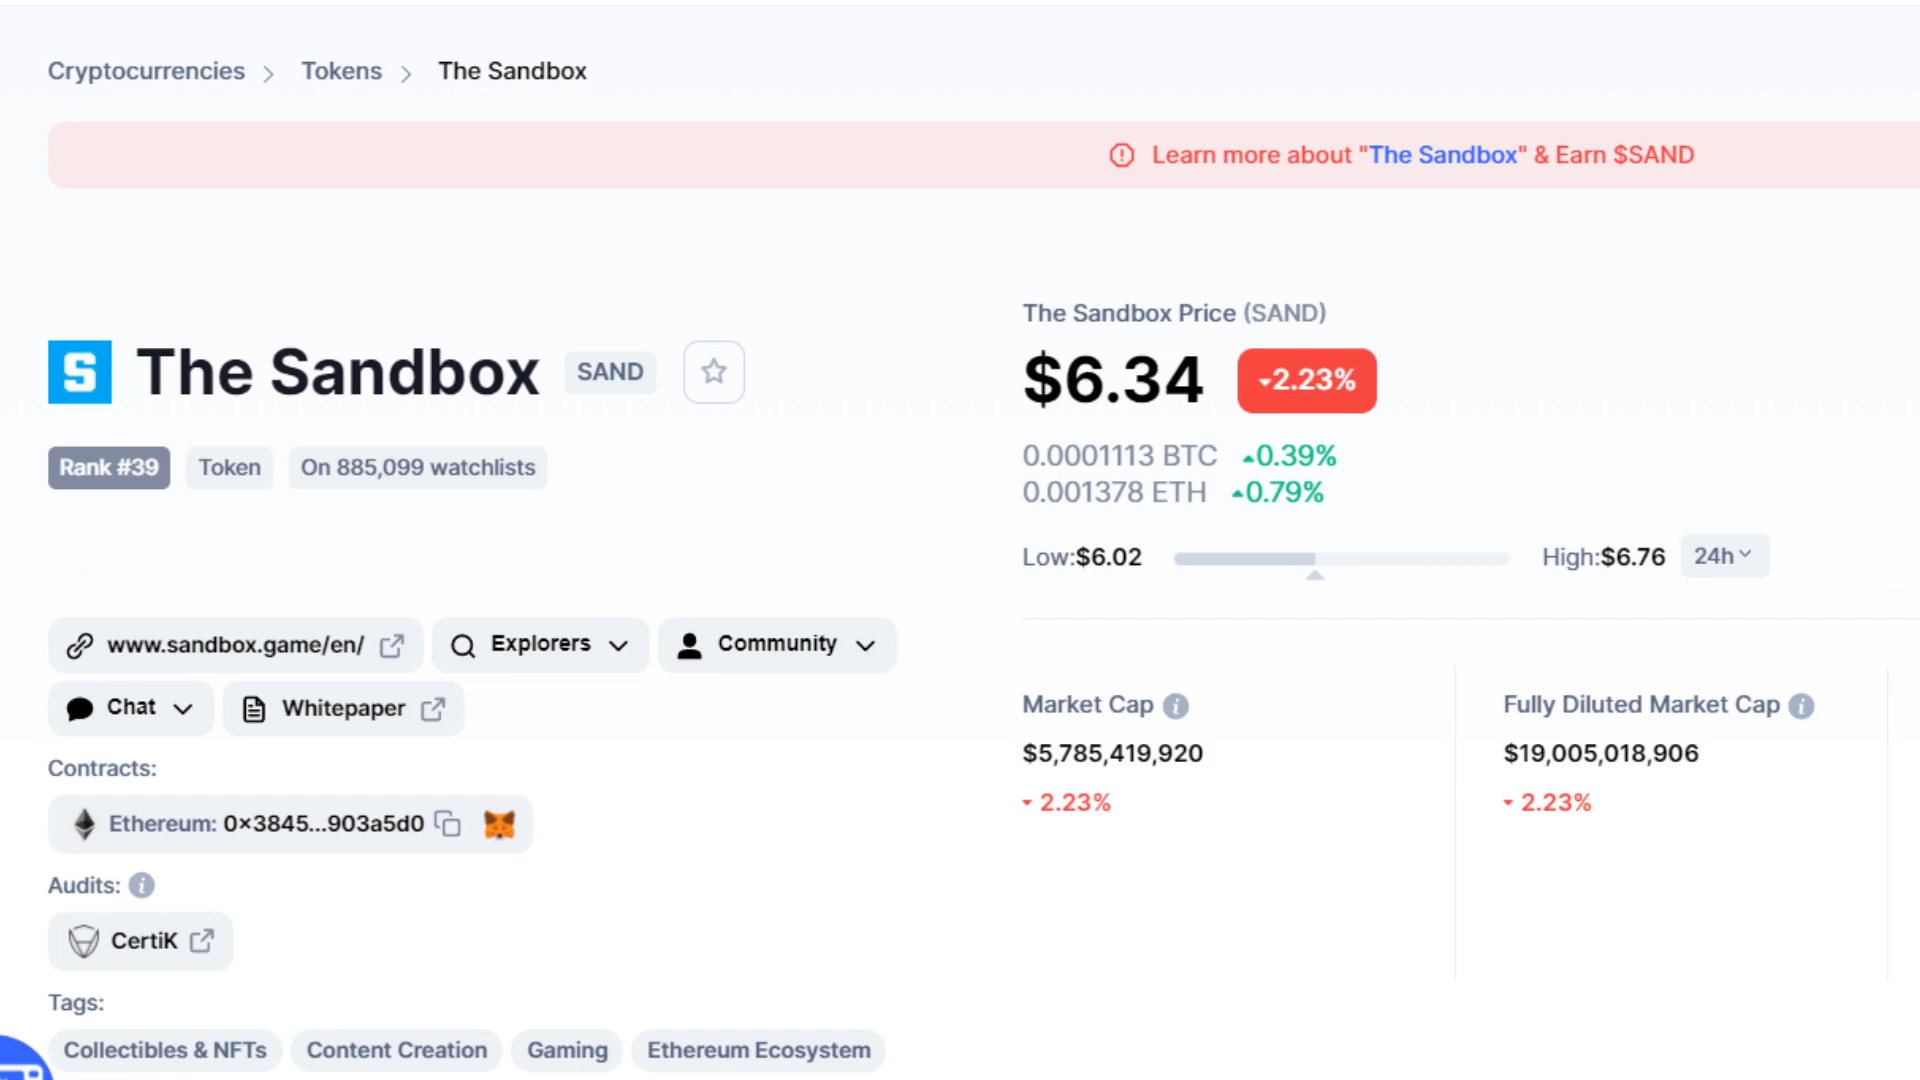 Cryptocurrencies > Tokens > The Sandbox
Learn more about "The Sandbox" & Earn $SAND
The Sandbox Price (SAND)
S The Sandbox SAND
$6.34 2.23%
Rank #39 Token On 885,099 watchlists
0.0001113 BTC 0.39%
0.001378 ETH 0.79%
Low:$6.02 High:$6.76 24h
www.sandbox.game/en/ Explorers Community
Chat Whitepaper
Market Cap
$5,785,419,920
2.23%
Fully Diluted Market Cap
$19,005,018,906
2.23%
Contracts:
Ethereum: 0×3845...903a5d0
Audits:
CertiK
Tags:
Collectibles & NFTs Content Creation Gaming Ethereum Ecosystem